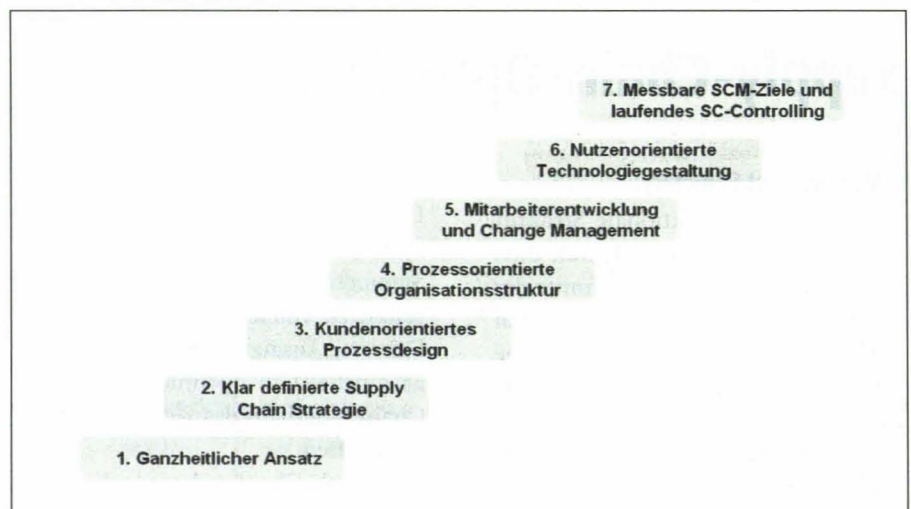 7. Messbare SCM-Ziele und
laufendes SC-Controlling
6. Nutzenorientierte
Technologiegestaltung
5. Mitarbeiterentwicklung
und Change Management
4. Prozessorientierte
Organisationsstruktur
3. Kundenorientiertes
Prozessdesign
2. Klar definierte Supply
Chain Strategie
1. Ganzheitlicher Ansatz